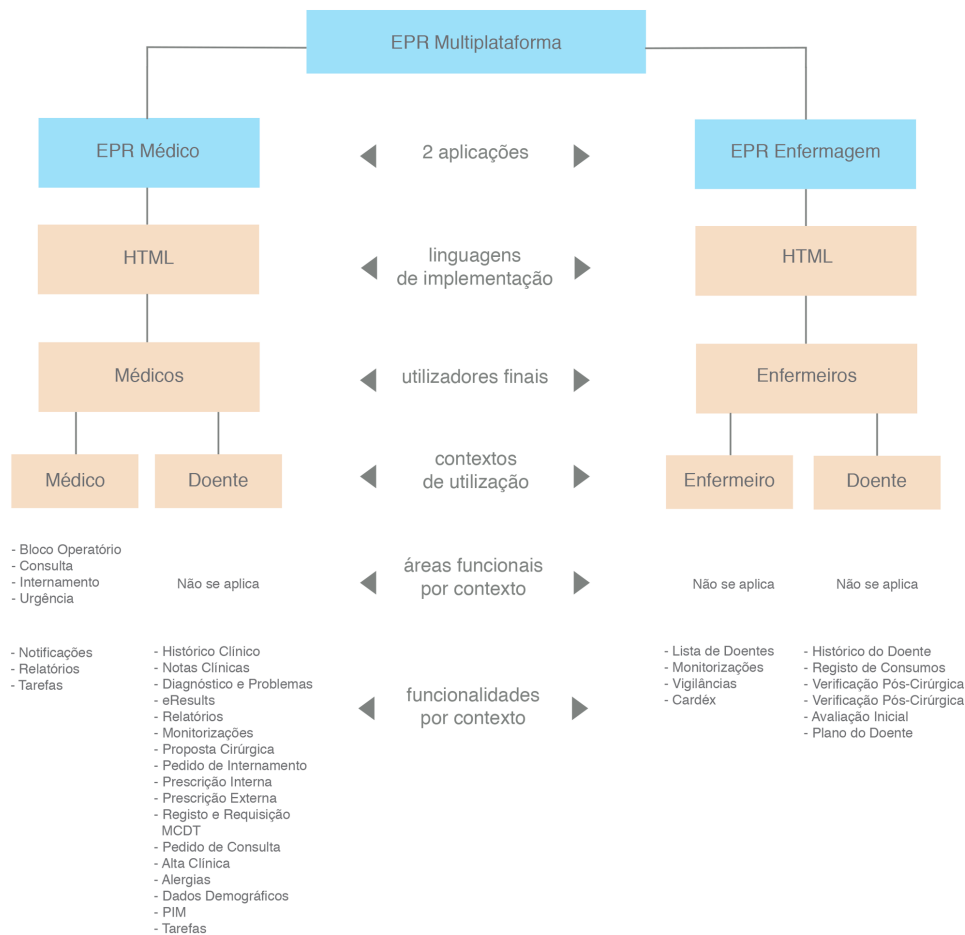 EPR Multiplataforma
EPR Médico
2 aplicações
EPR Enfermagem
HTML
linguagens
de implementação
HTML
Médicos
utilizadores finais
Enfermeiros
Médico
Doente
contextos
de utilização
Enfermeiro
Doente
- Bloco Operatório
- Consulta
- Internamento
- Urgência
Não se aplica
áreas funcionais
por contexto
Não se aplica
Não se aplica
- Notificações
- Relatórios
- Tarefas
- Histórico Clínico
- Notas Clínicas
- Diagnóstico e Problemas
- eResults
- Relatórios
- Monitorizações
- Proposta Cirúrgica
- Pedido de Internamento
- Prescrição Interna
- Prescrição Externa
- Registo e Requisição
MCDT
- Pedido de Consulta
- Alta Clínica
- Alergias
- Dados Demográficos
- PIM
- Tarefas
funcionalidades
por contexto
- Lista de Doentes
- Monitorizações
- Vigilâncias
- Cardéx
- Histórico do Doente
- Registo de Consumos
- Verificação Pós-Cirúrgica
- Verificação Pós-Cirúrgica
- Avaliação Inicial
- Plano do Doente